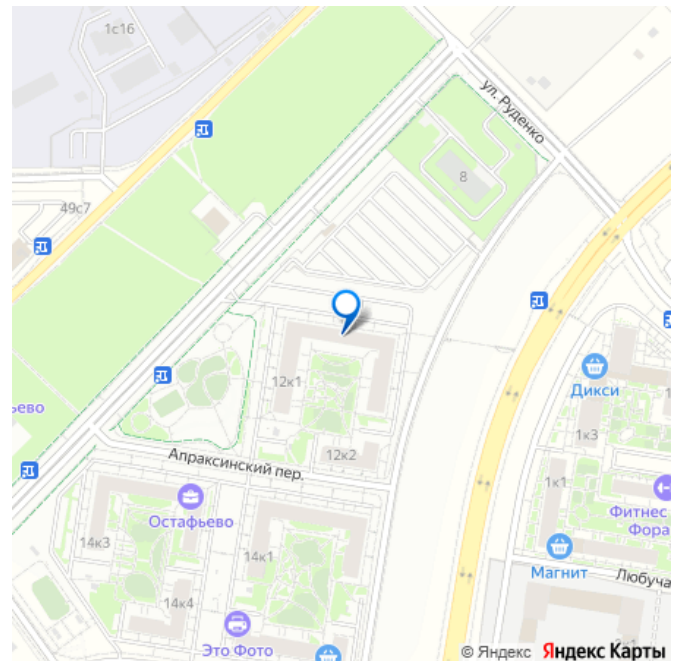 1с16
ул. Руденко
8
49с7
12к1
12к2
Дикси
1к3
ьево
Апраксинский пер.
Остафьево
14к3
14к1
14к4
1к1
Фитнес
Фора
Магнит
Любуча
Это Фото
© Яндекс Яндекс Карты